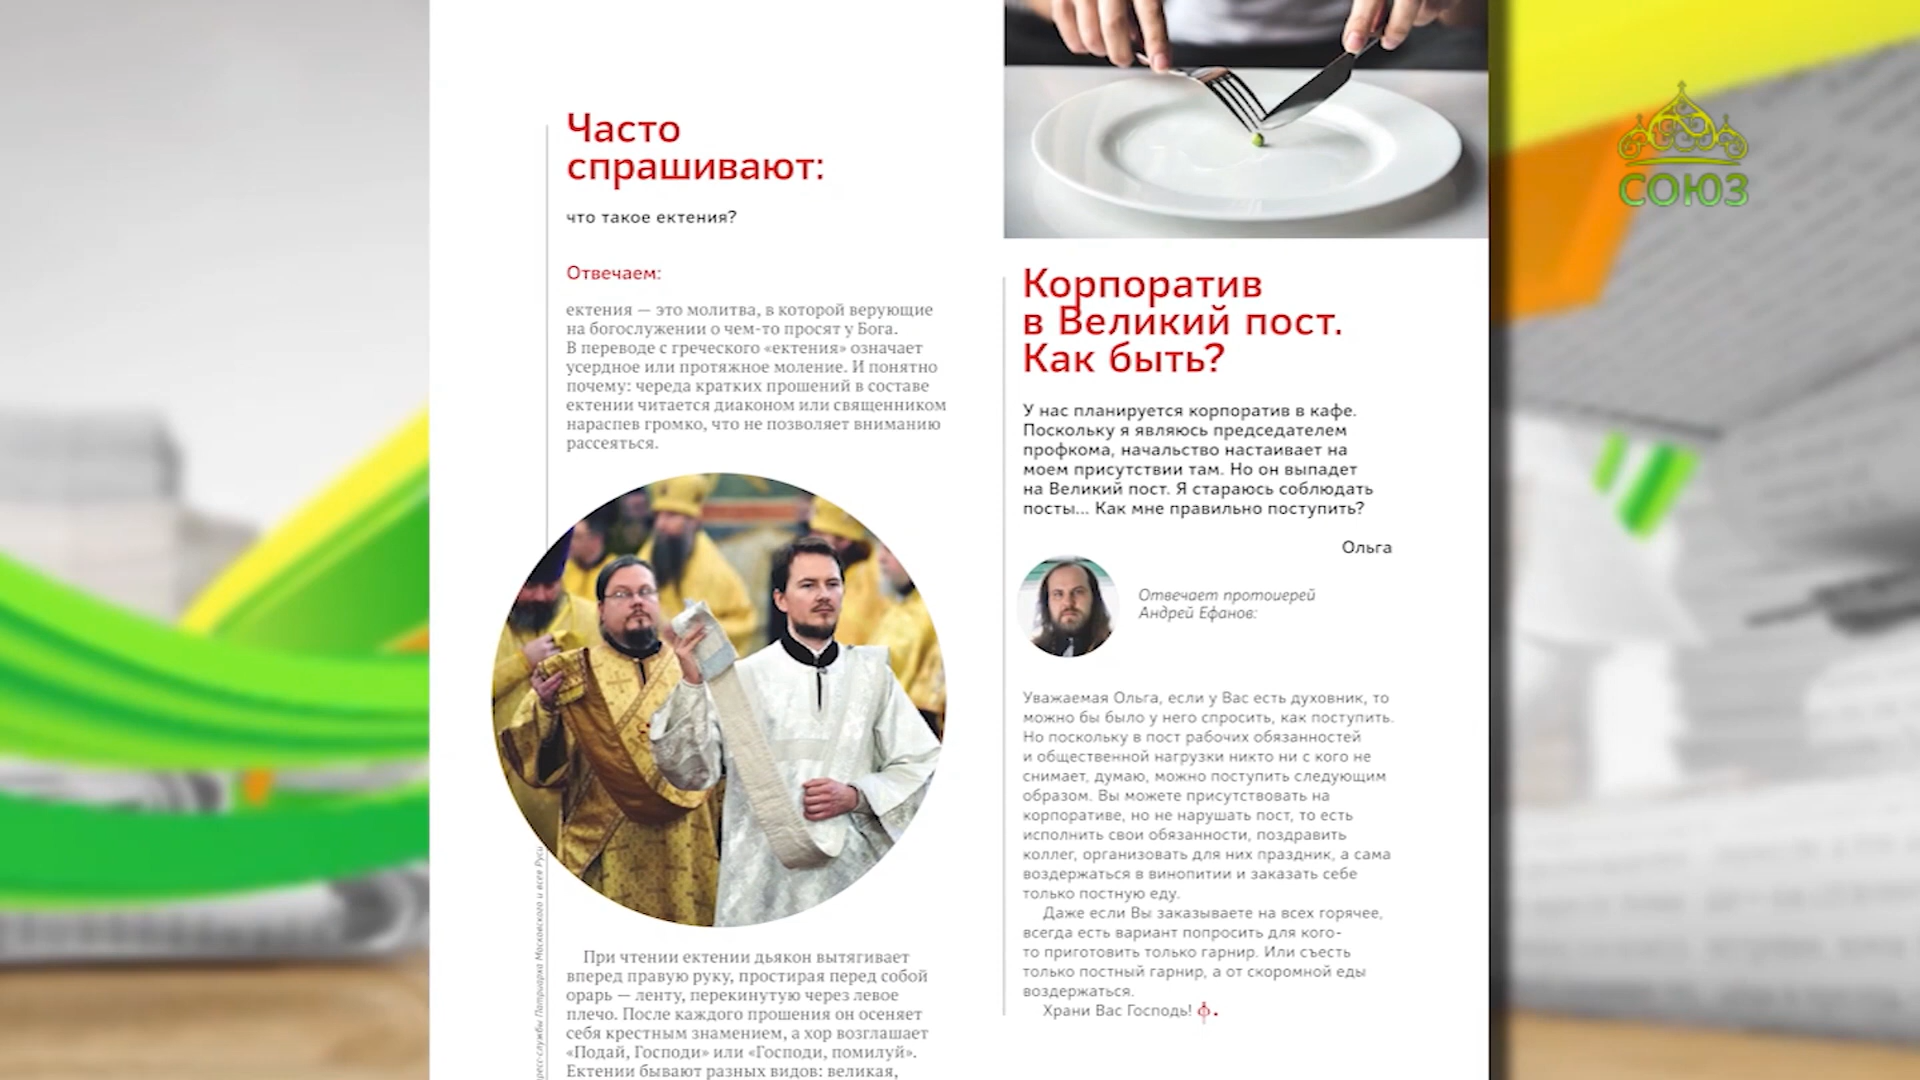 Часто
спрашивают:
что такое ектения?
Отвечаем:
ектения — это молитва, в которой верующие
на богослужении о чем-то просят у Бога.
В переводе с греческого «ектения» означает
усердное или протяжное моление. И понятно
почему: череда кратких прошений в составе
ектении читается диаконом или священником
нараспев громко, что не позволяет вниманию
рассеяться.
При чтении ектении дьякон вытягивает
вперед правую руку, простирая перед собой
орарь — ленту, перекинутую через левое
плечо. После каждого прошения он осеняет
себя крестным знамением, а хор возглашает
«Подай, Господи» или «Господи, помилуй».
Ектении бывают разных видов: великая,
пресс-службы Патриарха Московского и всея Руси
Корпоратив
в Великий пост.
Как быть?
У нас планируется корпоратив в кафе.
Поскольку я являюсь председателем
профкома, начальство настаивает на
моем присутствии там. Но он выпадет
на Великий пост. Я стараюсь соблюдать
посты... Как мне правильно поступить?
Ольга
Отвечает протоиерей
Андрей Ефанов:
Уважаемая Ольга, если у Вас есть духовник, то
можно бы было у него спросить, как поступить.
Но поскольку в пост рабочих обязанностей
и общественной нагрузки никто ни с кого не
снимает, думаю, можно поступить следующим
образом. Вы можете присутствовать на
корпоративе, но не нарушать пост, то есть
исполнить свои обязанности, поздравить
коллег, организовать для них праздник, а сама
воздержаться в винопитии и заказать себе
только постную еду.
Даже если Вы заказываете на всех горячее,
всегда есть вариант попросить для кого-
то приготовить только гарнир. Или съесть
только постный гарнир, а от скоромной еды
воздержаться.
Храни Вас Господь! ф.
СОЮЗ